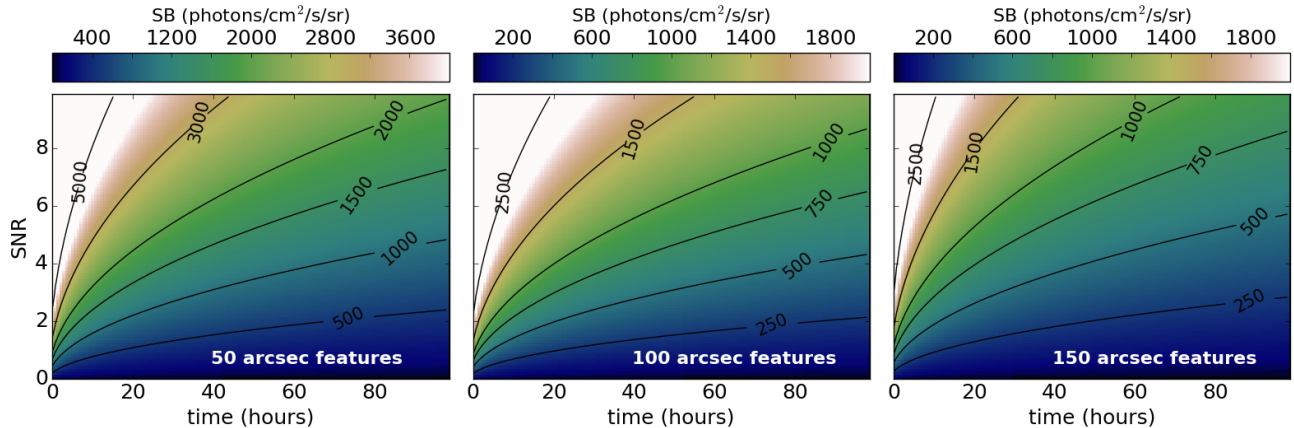 SB (photons/cm²/s/sr)
400 1200 2000 2800 3600
SNR
8
6
4
2
0
5000
3000
2000
1500
1000
500
50 arcsec features
0 20 40 60 80
time (hours)
SB (photons/cm²/s/sr)
200 600 1000 1400 1800
2500
1500
1000
750
500
250
100 arcsec features
0 20 40 60 80
time (hours)
SB (photons/cm²/s/sr)
200 600 1000 1400 1800
2500
1500
1000
750
500
250
150 arcsec features
0 20 40 60 80
time (hours)